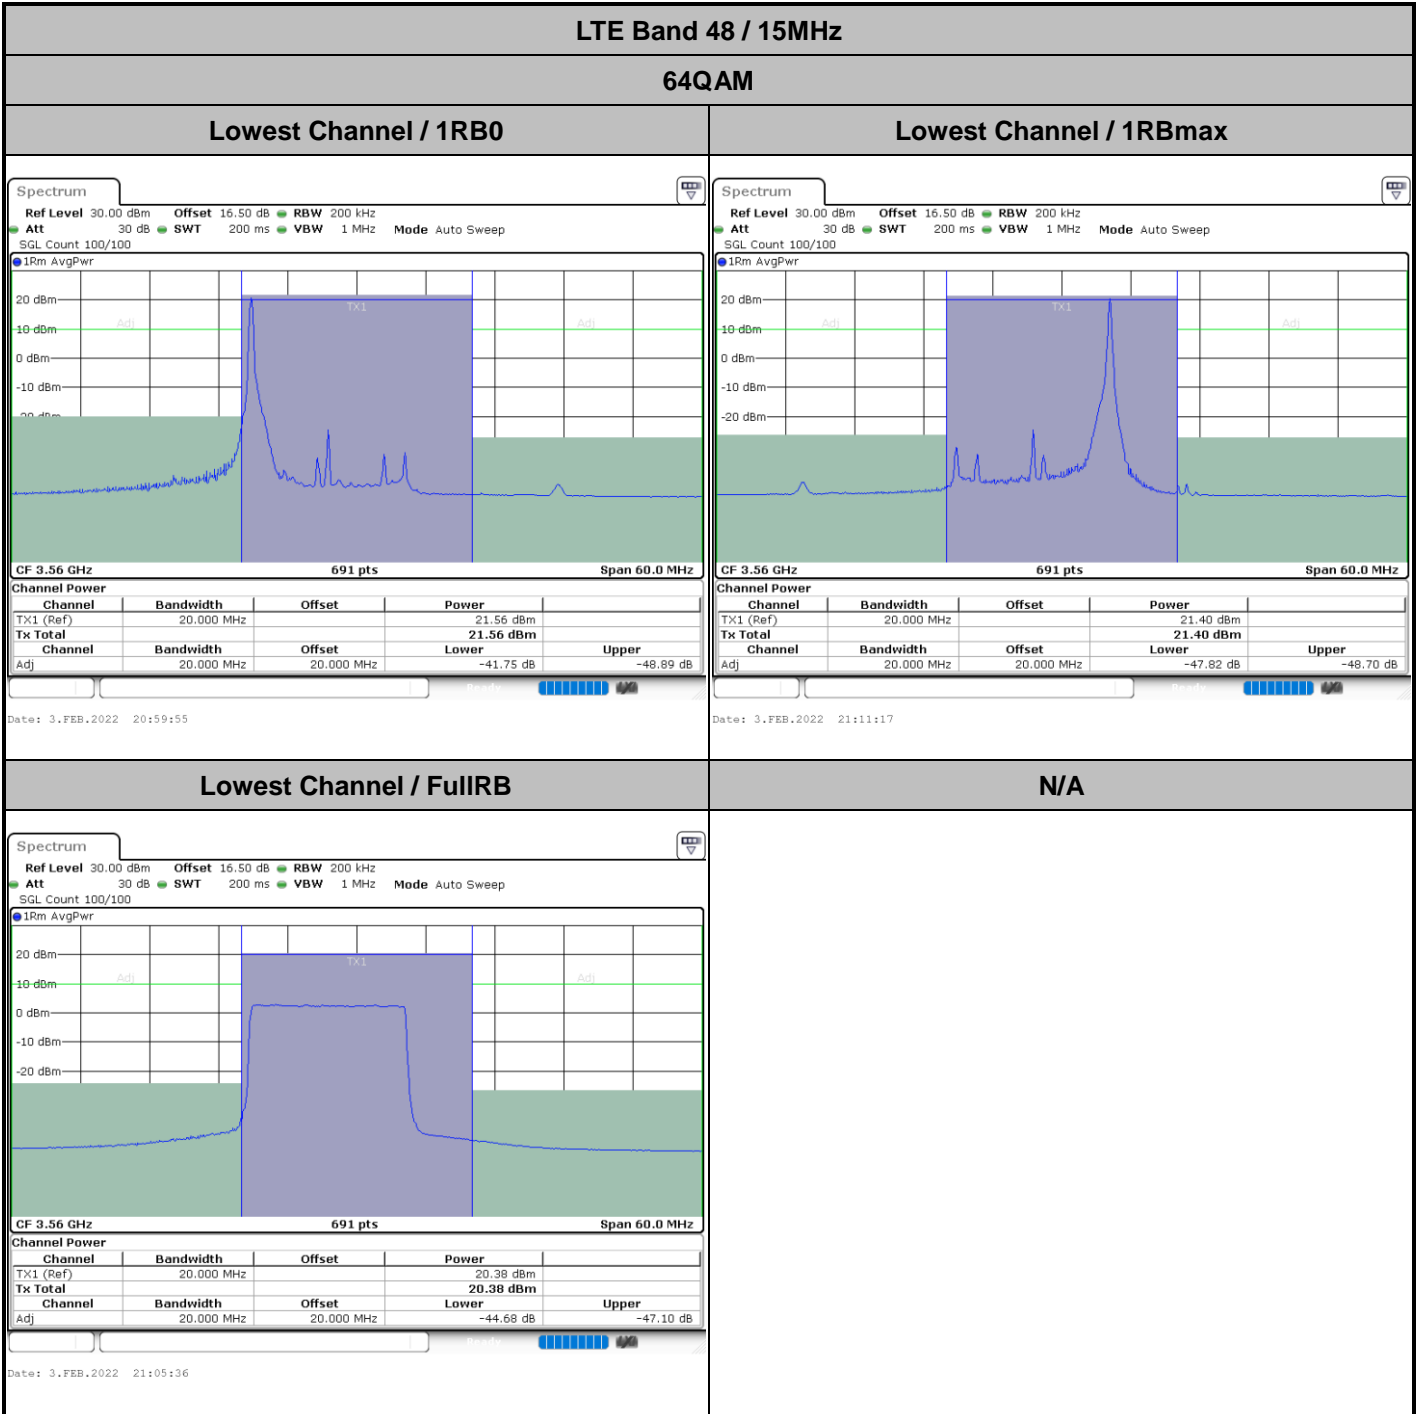 LTE Band 48 / 15MHz
64QAM
Lowest Channel / 1RB0
Lowest Channel / 1RBmax
Spectrum
Ref Level 30.00 dBm Offset 16.50 dB RBW 200 kHz
Att 30 dB SWT 200 ms VBW 1 MHz Mode Auto Sweep
SGL Count 100/100
1Rm AvgPwr
TX1
Adj
Adj
20 dBm
10 dBm
0 dBm
-10 dBm
-20 dBm
CF 3.56 GHz 691 pts Span 60.0 MHz
Channel Power
Channel Bandwidth Offset Power
TX1 (Ref) 20.000 MHz 21.56 dBm
Tx Total 21.56 dBm
Channel Bandwidth Offset Lower Upper
Adj 20.000 MHz 20.000 MHz -41.75 dB -48.89 dB
Ready
Date: 3.FEB.2022 20:59:55
Spectrum
Ref Level 30.00 dBm Offset 16.50 dB RBW 200 kHz
Att 30 dB SWT 200 ms VBW 1 MHz Mode Auto Sweep
SGL Count 100/100
1Rm AvgPwr
TX1
Adj
Adj
20 dBm
10 dBm
0 dBm
-10 dBm
-20 dBm
CF 3.56 GHz 691 pts Span 60.0 MHz
Channel Power
Channel Bandwidth Offset Power
TX1 (Ref) 20.000 MHz 21.40 dBm
Tx Total 21.40 dBm
Channel Bandwidth Offset Lower Upper
Adj 20.000 MHz 20.000 MHz -47.82 dB -48.70 dB
Ready
Date: 3.FEB.2022 21:11:17
Lowest Channel / FullRB
N/A
Spectrum
Ref Level 30.00 dBm Offset 16.50 dB RBW 200 kHz
Att 30 dB SWT 200 ms VBW 1 MHz Mode Auto Sweep
SGL Count 100/100
1Rm AvgPwr
TX1
Adj
Adj
20 dBm
10 dBm
0 dBm
-10 dBm
-20 dBm
CF 3.56 GHz 691 pts Span 60.0 MHz
Channel Power
Channel Bandwidth Offset Power
TX1 (Ref) 20.000 MHz 20.38 dBm
Tx Total 20.38 dBm
Channel Bandwidth Offset Lower Upper
Adj 20.000 MHz 20.000 MHz -44.68 dB -47.10 dB
Ready
Date: 3.FEB.2022 21:05:36